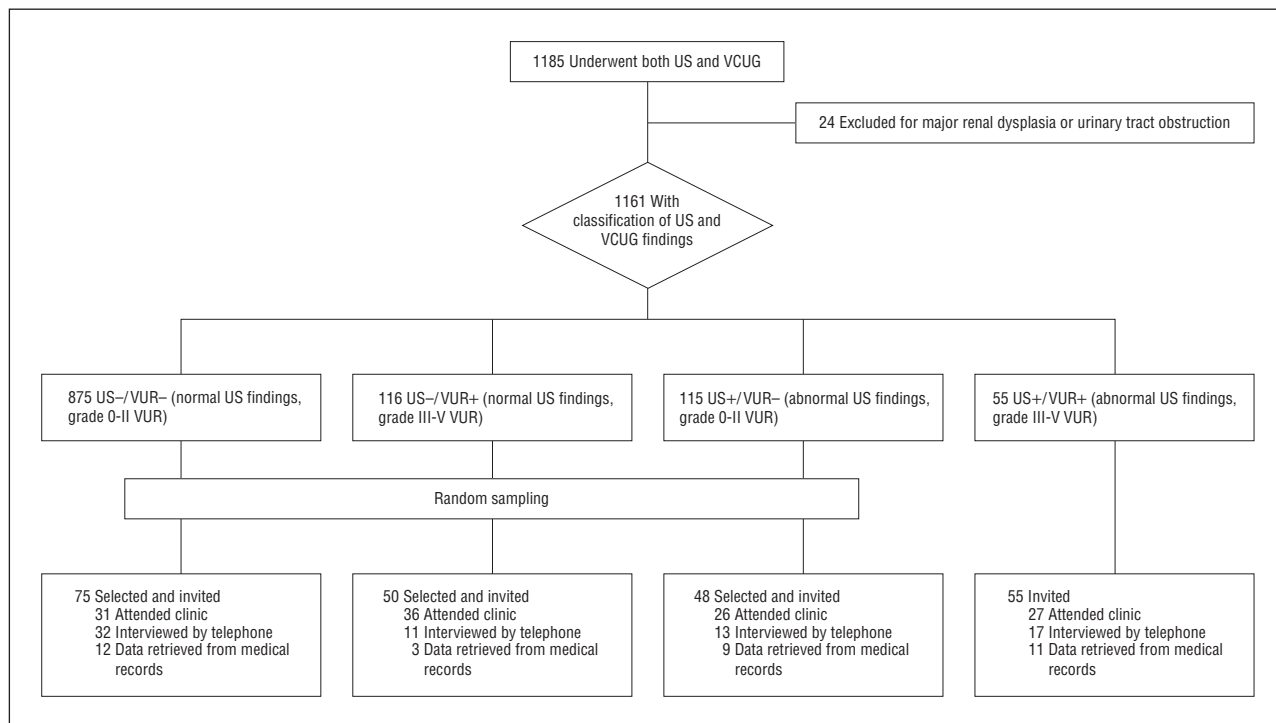 1185 Underwent both US and VCUG
24 Excluded for major renal dysplasia or urinary tract obstruction
1161 With
classification of US and
VCUG findings
875 US–/VUR– (normal US findings,
grade 0-II VUR)
116 US–/VUR+ (normal US findings,
grade III-V VUR)
115 US+/VUR– (abnormal US findings,
grade 0-II VUR)
55 US+/VUR+ (abnormal US findings,
grade III-V VUR)
Random sampling
75 Selected and invited
31 Attended clinic
32 Interviewed by telephone
12 Data retrieved from medical
records
50 Selected and invited
36 Attended clinic
11 Interviewed by telephone
3 Data retrieved from medical
records
48 Selected and invited
26 Attended clinic
13 Interviewed by telephone
9 Data retrieved from medical
records
55 Invited
27 Attended clinic
17 Interviewed by telephone
11 Data retrieved from medical
records